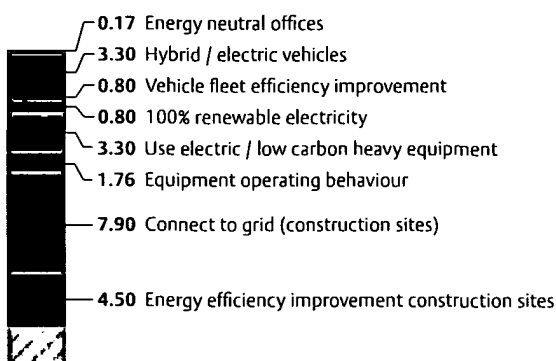 0.17 Energy neutral offices
3.30 Hybrid / electric vehicles
0.80 Vehicle fleet efficiency improvement
0.80 100% renewable electricity
3.30 Use electric / low carbon heavy equipment
1.76 Equipment operating behaviour
7.90 Connect to grid (construction sites)
4.50 Energy efficiency improvement construction sites